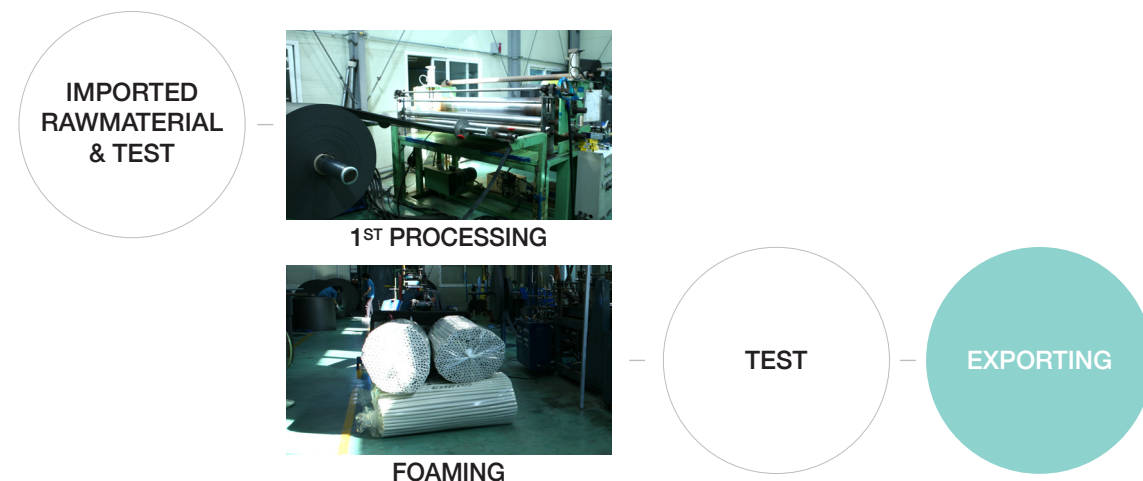 IMPORTED
RAWMATERIAL
& TEST
1ST PROCESSING
FOAMING
TEST
EXPORTING